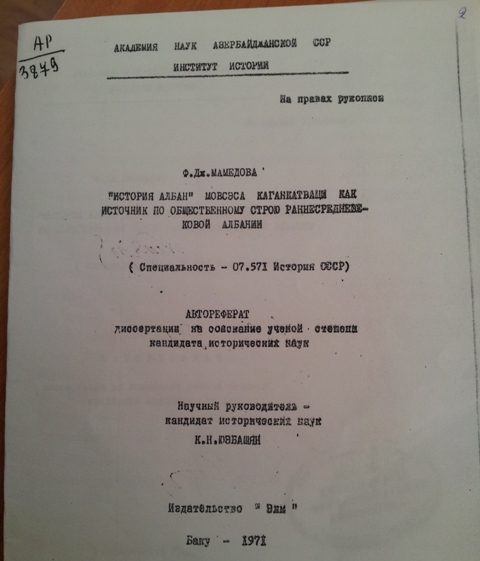 АР
3879
2
АКАДЕМИЯ НАУК АЗЕРБАЙДЖАНСКОЙ ССР
ИНСТИТУТ ИСТОРИИ
На правах рукописи
Ф.Дж.МАМЕДОВА
"ИСТОРИЯ АЛБАН" МОВСЭСА КАГАНКАТВАЦИ КАК
ИСТОЧНИК ПО ОБЩЕСТВЕННОМУ СТРОЮ РАННЕСРЕДНЕВЕ-
КОВОЙ АЛБАНИИ
( Специальность - 07.571 История СССР)
АВТОРЕФЕРАТ
диссертации на соискание ученой степени
кандидата исторических наук
Научный руководитель -
кандидат исторических наук
К.Н.ЮЗБАШЯН
Издательство "Элм"
Баку - 1971